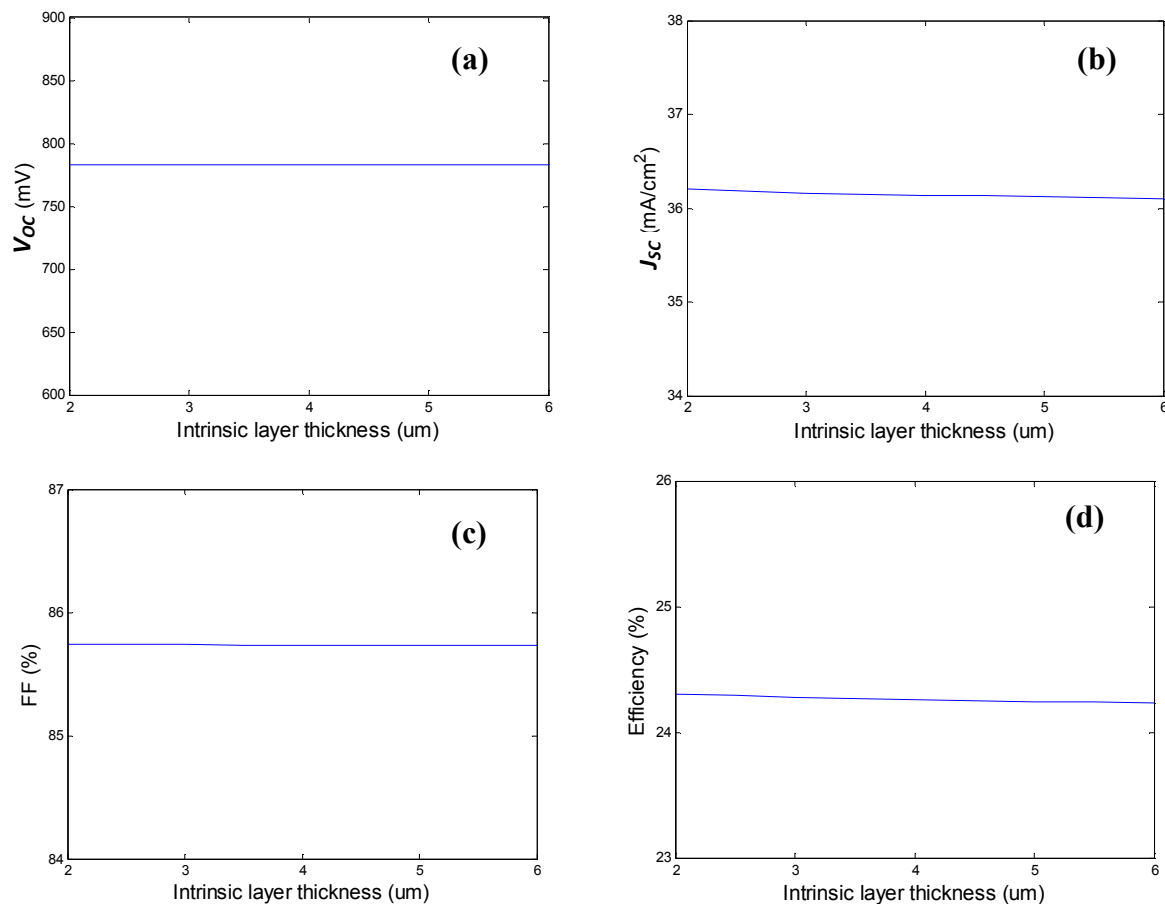 (a)
900
850
800
750
700
650
600
V_OC (mV)
2 3 4 5 6
Intrinsic layer thickness (um)
(b)
38
37
36
35
34
J_SC (mA/cm²)
2 3 4 5 6
Intrinsic layer thickness (um)
(c)
87
86
85
84
FF (%)
2 3 4 5 6
Intrinsic layer thickness (um)
(d)
26
25
24
23
Efficiency (%)
2 3 4 5 6
Intrinsic layer thickness (um)